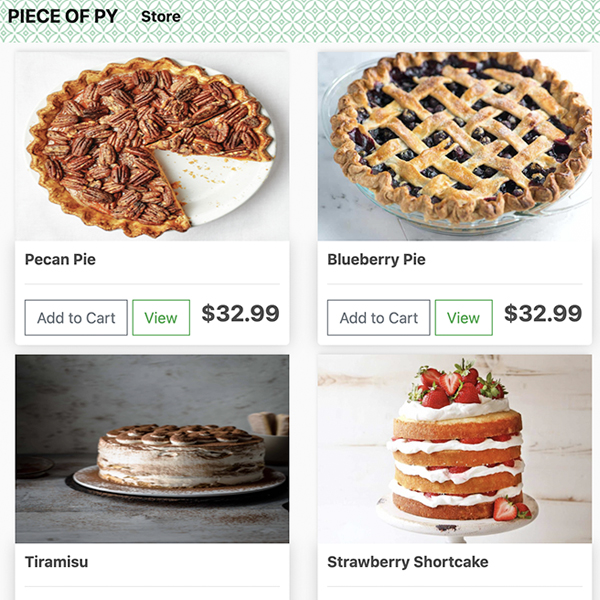 PIECE OF PY Store
Pecan Pie
Add to Cart View $32.99
Blueberry Pie
Add to Cart View $32.99
Tiramisu
Strawberry Shortcake